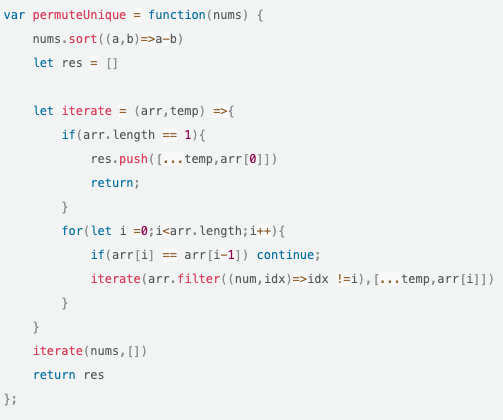 var permuteUnique = function(nums) {
    nums.sort((a,b)=>a-b)
    let res = []

    let iterate = (arr,temp) =>{
        if(arr.length == 1){
            res.push([...temp,arr[0]])
            return;
        }
        for(let i =0;i<arr.length;i++){
            if(arr[i] == arr[i-1]) continue;
            iterate(arr.filter((num,idx)=>idx !=i),[...temp,arr[i]])
        }
    }
    iterate(nums,[])
    return res
};